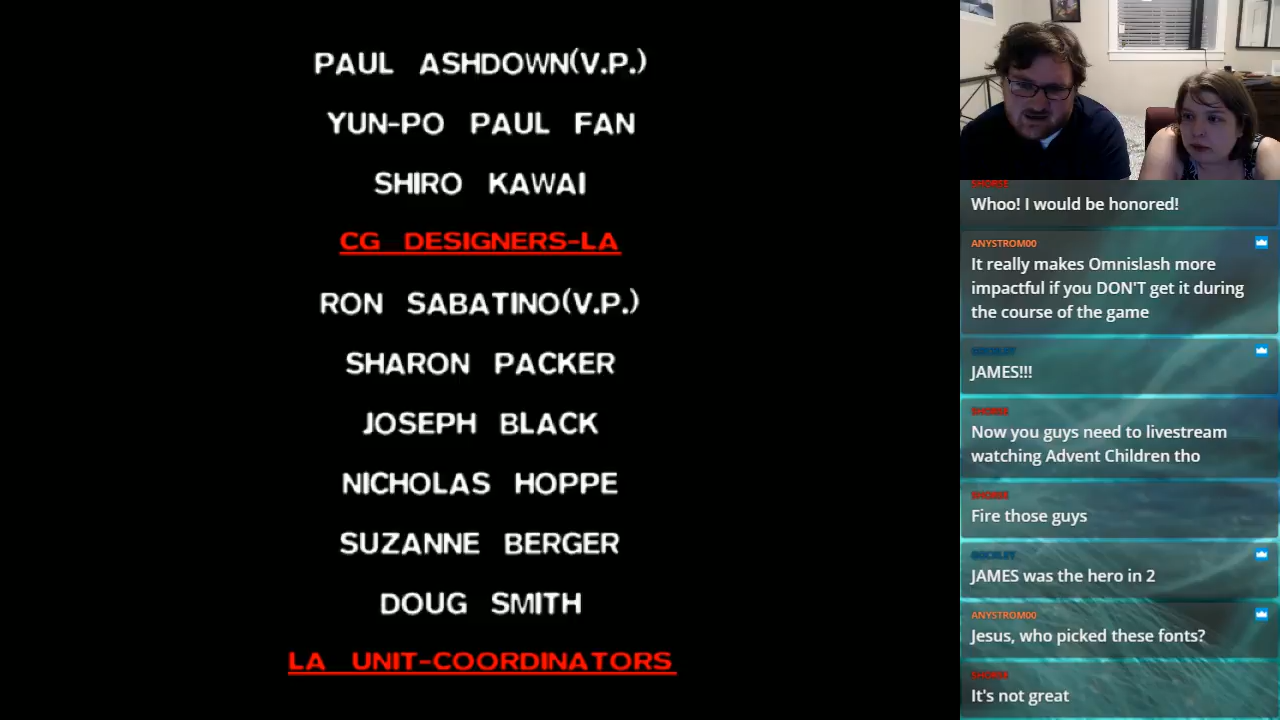 PAUL ASHDOWN(V.P.)
YUN-PO PAUL FAN
SHIRO KAWAI
CG DESIGNERS-LA
RON SABATINO(V.P.)
SHARON PACKER
JOSEPH BLACK
NICHOLAS HOPPE
SUZANNE BERGER
DOUG SMITH
LA UNIT-COORDINATORS
Whoo! I would be honored!
ANYSTROM00
It really makes Omnislash more
impactful if you DON'T get it during
the course of the game
JAMES!!!
Now you guys need to livestream
watching Advent Children tho
Fire those guys
JAMES was the hero in 2
ANYSTROM00
Jesus, who picked these fonts?
It's not great